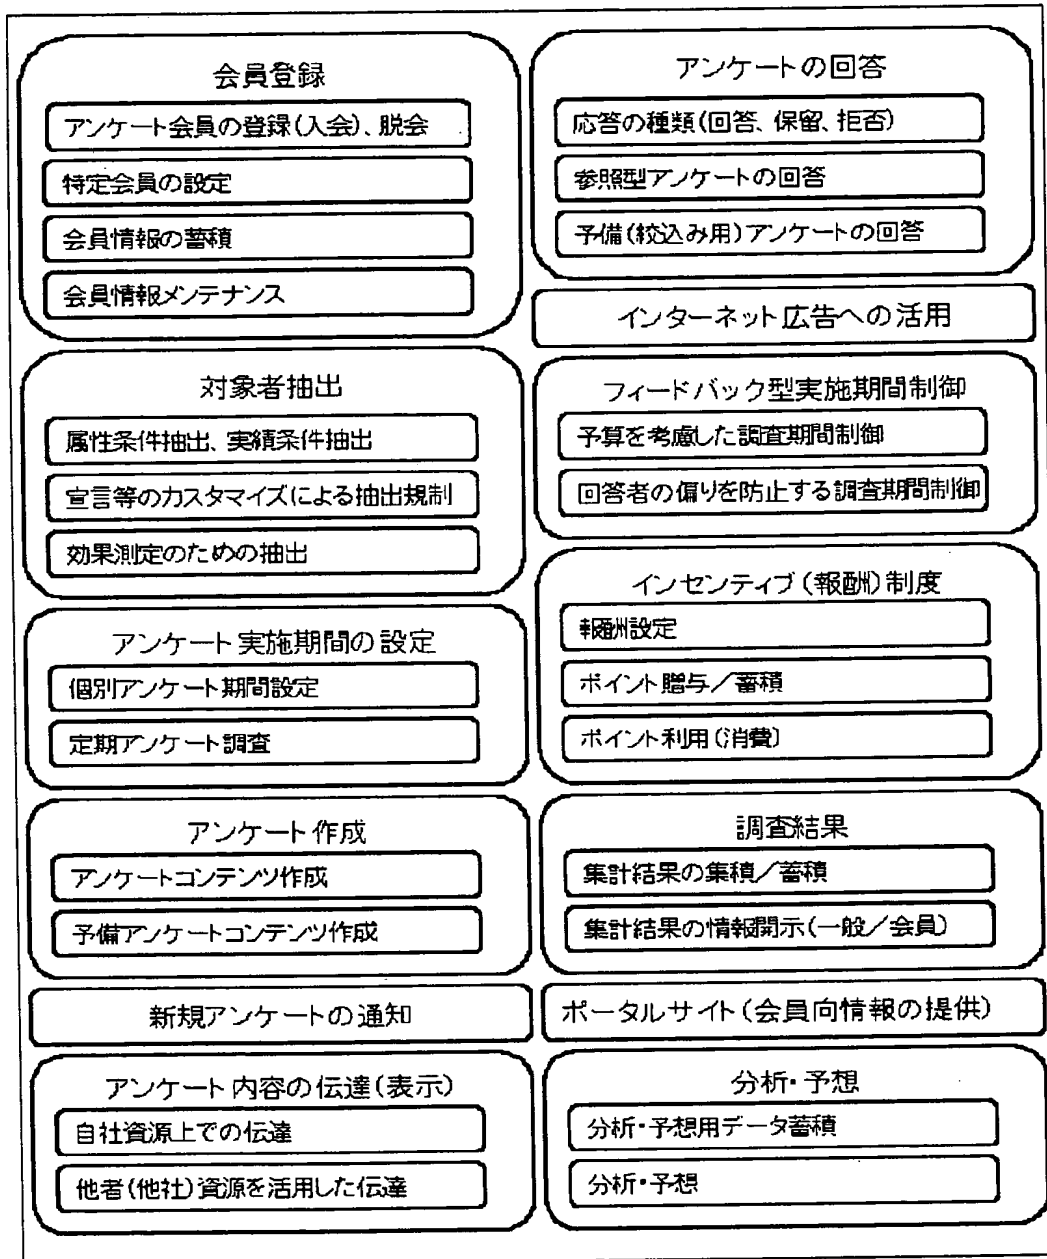 会員登録
アンケート会員の登録(入会)、脱会
特定会員の設定
会員情報の蓄積
会員情報メンテナンス
対象者抽出
属性条件抽出、実績条件抽出
宣言等のカスタマイズによる抽出規制
効果測定のための抽出
アンケート実施期間の設定
個別アンケート期間設定
定期アンケート調査
アンケート作成
アンケートコンテンツ作成
予備アンケートコンテンツ作成
新規アンケートの通知
アンケート内容の伝達(表示)
自社資源上での伝達
他者(他社)資源を活用した伝達
アンケートの回答
応答の種類(回答、保留、拒否)
参照型アンケートの回答
予備(絞込み用)アンケートの回答
インターネット広告への活用
フィードバック型実施期間制御
予算を考慮した調査期間制御
回答者の偏りを防止する調査期間制御
インセンティブ(報酬)制度
報酬設定
ポイント贈与/蓄積
ポイント利用(消費)
調査結果
集計結果の集積/蓄積
集計結果の情報開示(一般/会員)
ポータルサイト(会員向情報の提供)
分析・予想
分析・予想用データ蓄積
分析・予想